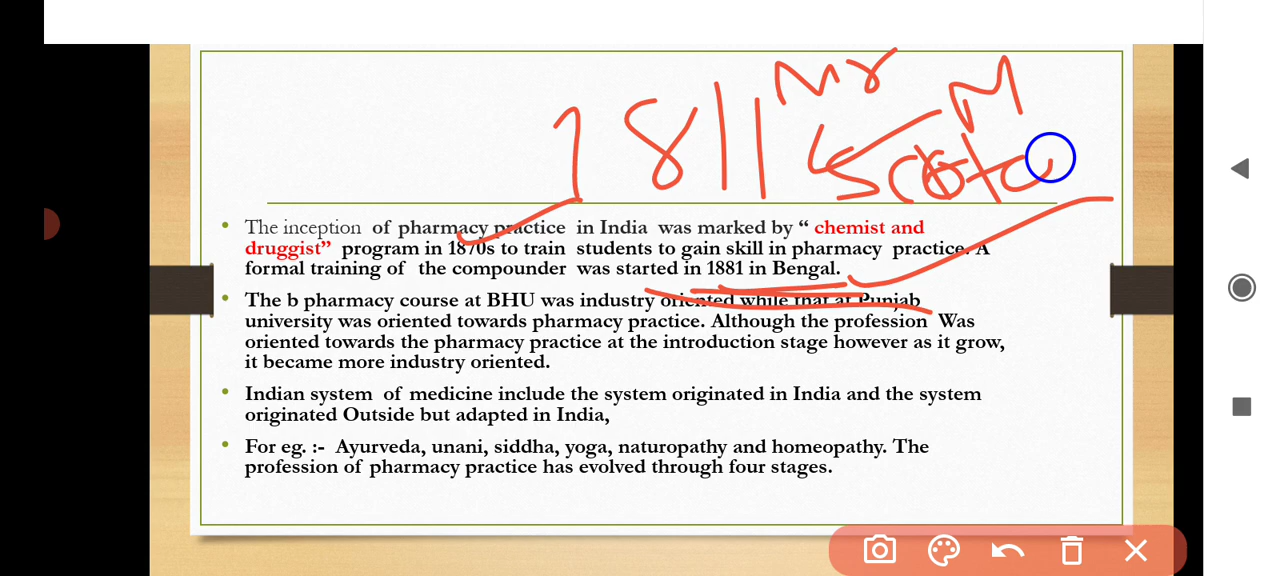 1811 Mr M
Scot
The inception of pharmacy practice in India was marked by “ chemist and
druggist” program in 1870s to train students to gain skill in pharmacy practice. A
formal training of the compounder was started in 1881 in Bengal.
The b pharmacy course at BHU was industry oriented while that at Punjab
university was oriented towards pharmacy practice. Although the profession Was
oriented towards the pharmacy practice at the introduction stage however as it grow,
it became more industry oriented.
Indian system of medicine include the system originated in India and the system
originated Outside but adapted in India,
For eg. :- Ayurveda, unani, siddha, yoga, naturopathy and homeopathy. The
profession of pharmacy practice has evolved through four stages.